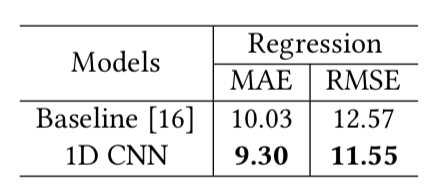 Models Regression
MAE RMSE
Baseline [16] 10.03 12.57
1D CNN 9.30 11.55